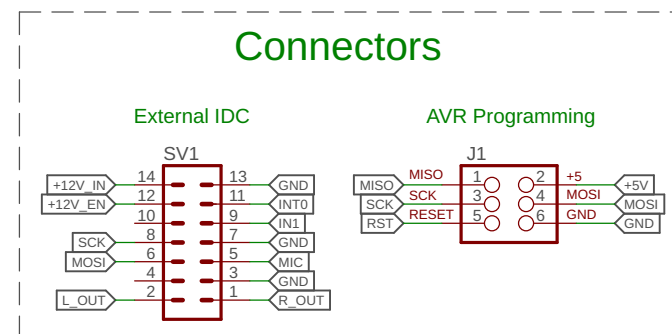 Connectors
External IDC
AVR Programming
SV1
J1
+12V_IN 14 13 GND
+12V_EN 12 11 INT0
10 9 IN1
SCK 8 7 GND
MOSI 6 5 MIC
4 3 GND
L_OUT 2 1 R_OUT
MISO MISO 1 2 +5 +5V
SCK SCK 3 4 MOSI MOSI
RST RESET 5 6 GND GND